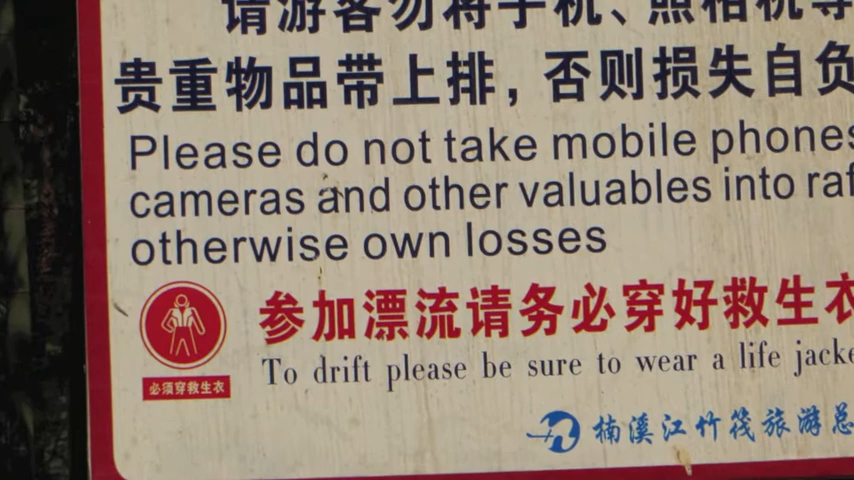 请游客勿将手机、照相机等
贵重物品带上排，否则损失自负
Please do not take mobile phones
cameras and other valuables into raf
otherwise own losses
参加漂流请务必穿好救生衣
To drift please be sure to wear a life jacke
必须穿救生衣
楠溪江竹筏旅游总